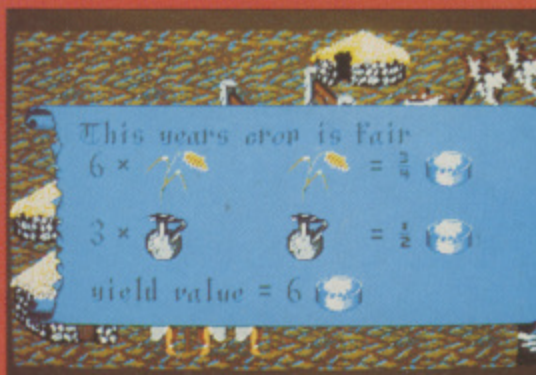 This years crop is fair
6 × = 3/4
3 × = 1/2
yield value = 6